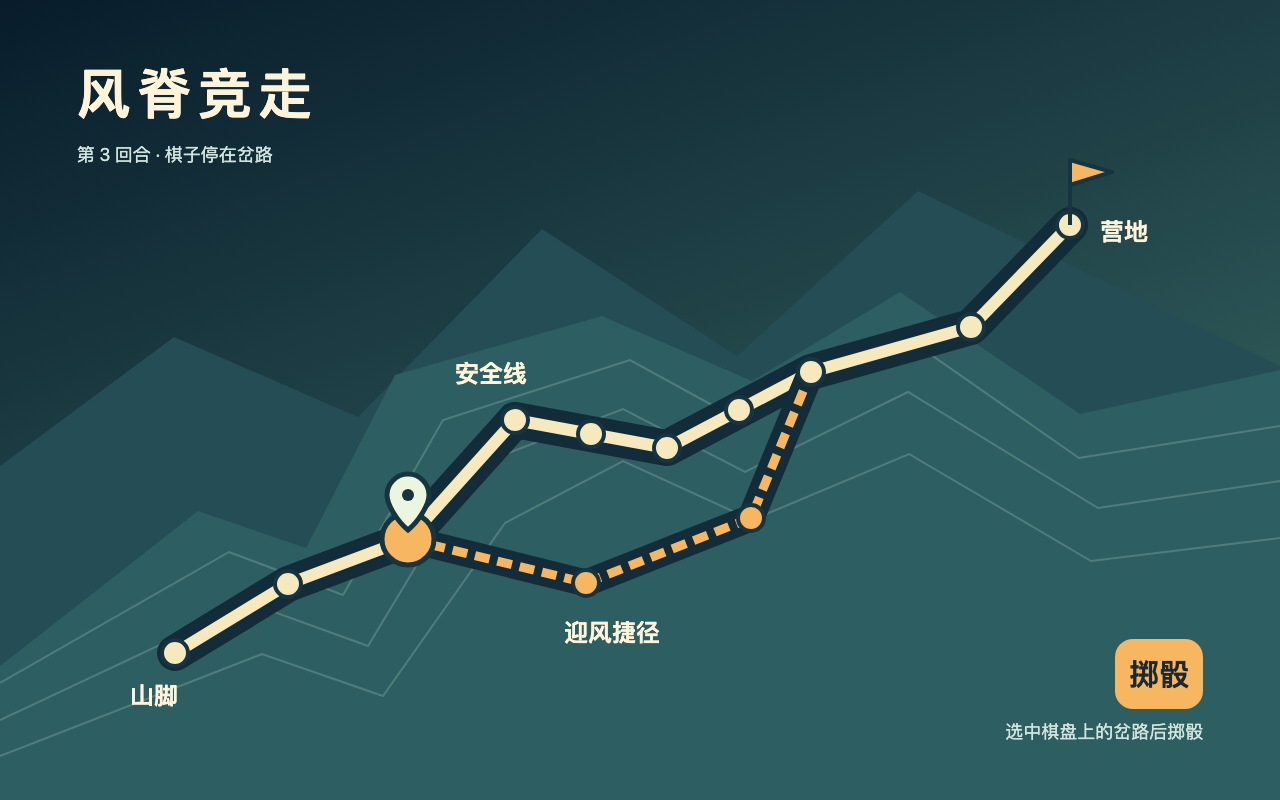 风脊竞走
第 3 回合 · 棋子停在岔路
营地
安全线
迎风捷径
山脚
掷骰
选中棋盘上的岔路后掷骰